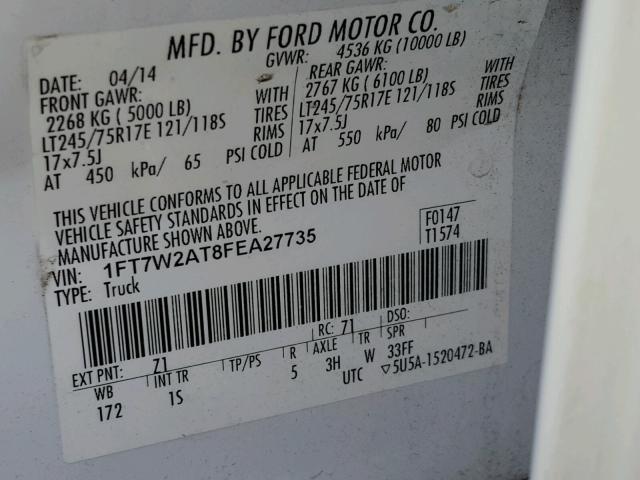 MFD. BY FORD MOTOR CO.
DATE: 04/14 GVWR: 4536 KG (10000 LB)
FRONT GAWR: REAR GAWR:
2268 KG ( 5000 LB) WITH 2767 KG ( 6100 LB) WITH
LT245/75R17E 121/118S TIRES LT245/75R17E 121/118S TIRES
17x7.5J RIMS 17x7.5J RIMS
AT 450 kPa/ 65 PSI COLD AT 550 kPa/ 80 PSI COLD
THIS VEHICLE CONFORMS TO ALL APPLICABLE FEDERAL MOTOR
VEHICLE SAFETY STANDARDS IN EFFECT ON THE DATE OF
MANUFACTURE SHOWN ABOVE.
VIN: 1FT7W2AT8FEA27735 F0147
TYPE: Truck T1574
EXT PNT: Z1 RC: 71 DSO:
WB INT TR TP/PS R AXLE TR SPR
172 1S 5 3H W 33FF
UTC ▽5U5A-1520472-BA